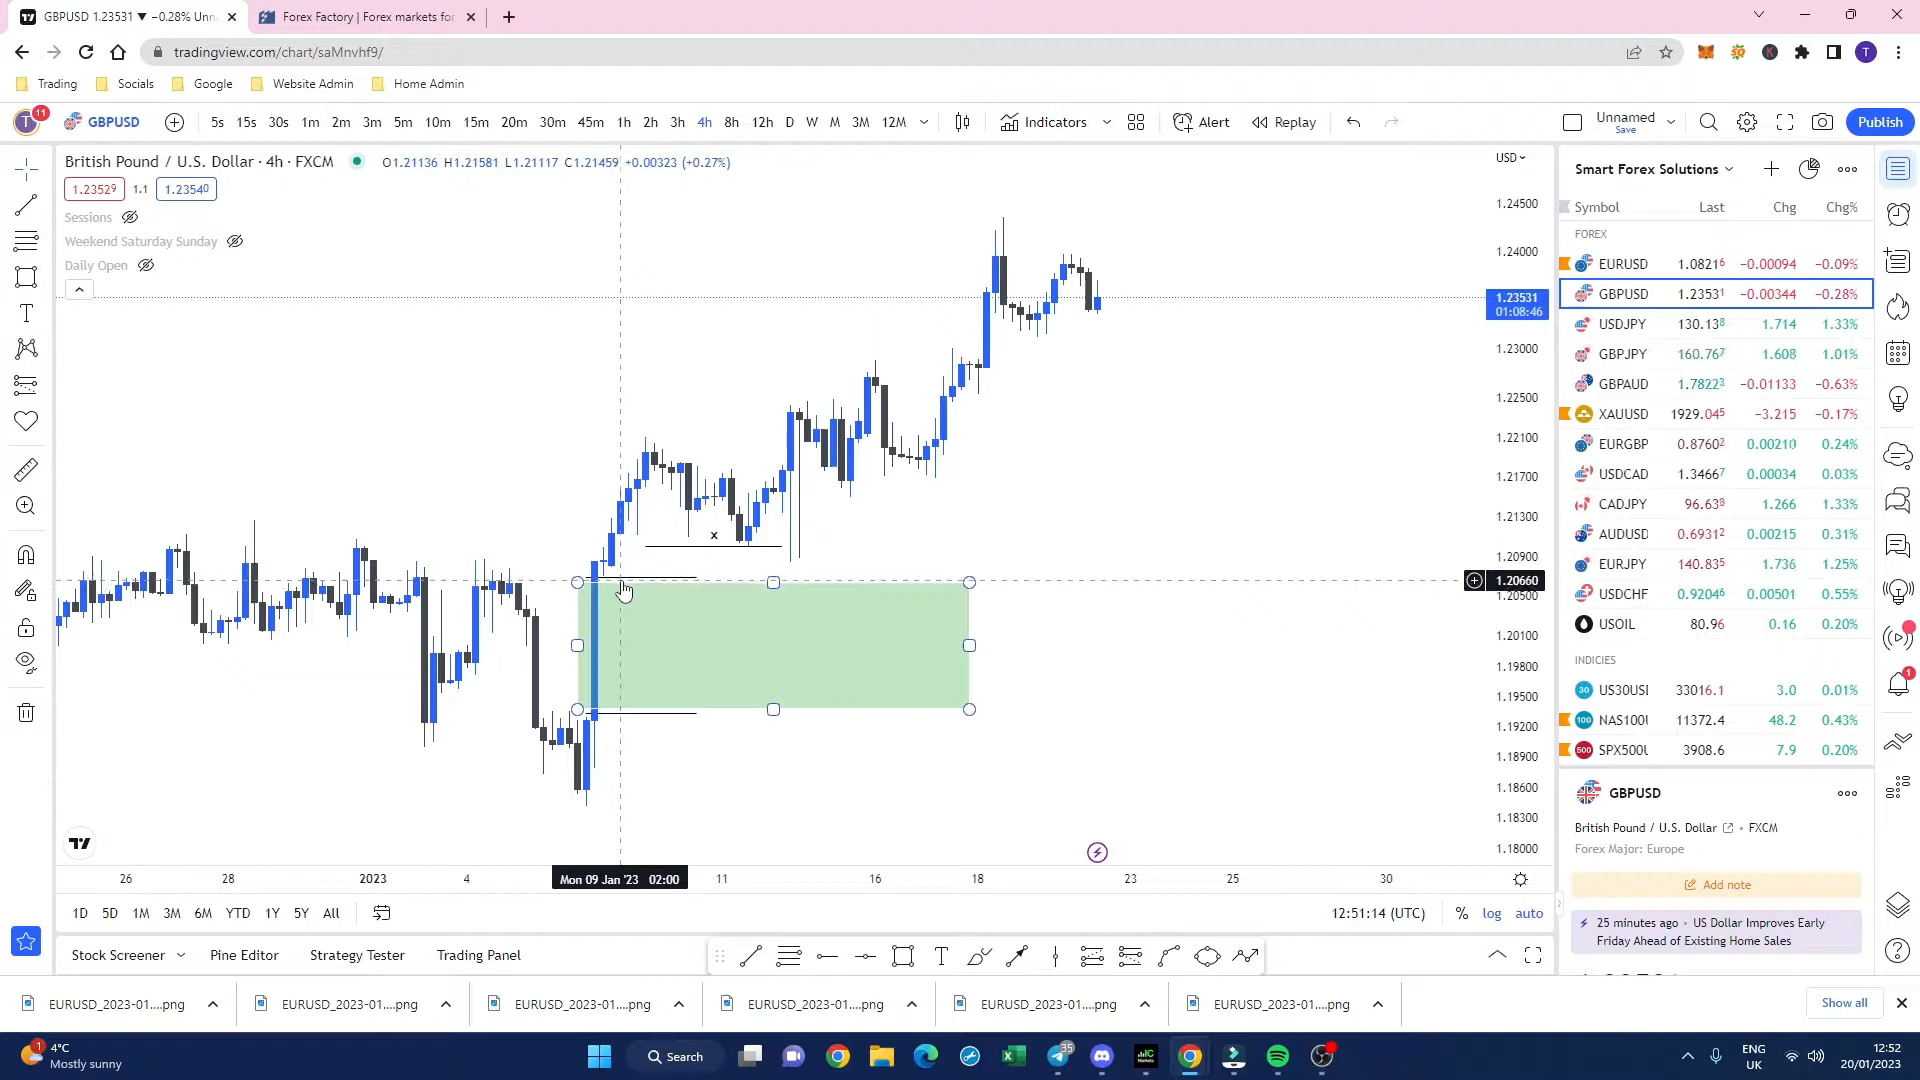 GBPUSD 1.23531 ▼ −0.28% Unn
Forex Factory | Forex markets for
tradingview.com/chart/saMnvhf9/
T
Trading
Socials
Google
Website Admin
Home Admin
T
11
GBPUSD
5s 15s 30s 1m 2m 3m 5m 10m 15m 20m 30m 45m 1h 2h 3h 4h 8h 12h D W M 3M 12M
Indicators
Alert
Replay
Unnamed
Save
Publish
British Pound / U.S. Dollar · 4h · FXCM
O1.21136 H1.21581 L1.21117 C1.21459 +0.00323 (+0.27%)
1.23529 1.1 1.23540
Sessions
Weekend Saturday Sunday
Daily Open
USD
1.24500
1.24000
1.23531
01:08:46
1.23000
1.22500
1.22100
1.21700
1.21300
1.20900
1.20660
1.20500
1.20100
1.19800
1.19500
1.19200
1.18900
1.18600
1.18300
1.18000
x
26 28 2023 4 Mon 09 Jan '23 02:00 11 16 18 23 25 30
1D 5D 1M 3M 6M YTD 1Y 5Y All
12:51:14 (UTC) % log auto
Stock Screener
Pine Editor
Strategy Tester
Trading Panel
Smart Forex Solutions
Symbol Last Chg Chg%
FOREX
EURUSD 1.08216 −0.00094 −0.09%
GBPUSD 1.23531 −0.00344 −0.28%
USDJPY 130.138 1.714 1.33%
GBPJPY 160.767 1.608 1.01%
GBPAUD 1.78223 −0.01133 −0.63%
XAUUSD 1929.045 −3.215 −0.17%
EURGBP 0.87602 0.00210 0.24%
USDCAD 1.34667 0.00034 0.03%
CADJPY 96.638 1.266 1.33%
AUDUSD 0.69312 0.00215 0.31%
EURJPY 140.835 1.736 1.25%
USDCHF 0.92046 0.00501 0.55%
USOIL 80.96 0.16 0.20%
INDICIES
30 US30USI 33016.1 3.0 0.01%
100 NAS100U 11372.4 48.2 0.43%
500 SPX500U 3908.6 7.9 0.20%
GBPUSD
British Pound / U.S. Dollar • FXCM
Forex Major: Europe
Add note
25 minutes ago • US Dollar Improves Early
Friday Ahead of Existing Home Sales
1
EURUSD_2023-01....png
EURUSD_2023-01....png
EURUSD_2023-01....png
EURUSD_2023-01....png
EURUSD_2023-01....png
EURUSD_2023-01....png
Show all
1
4°C
Mostly sunny
Search
35
ENG
UK
12:52
20/01/2023